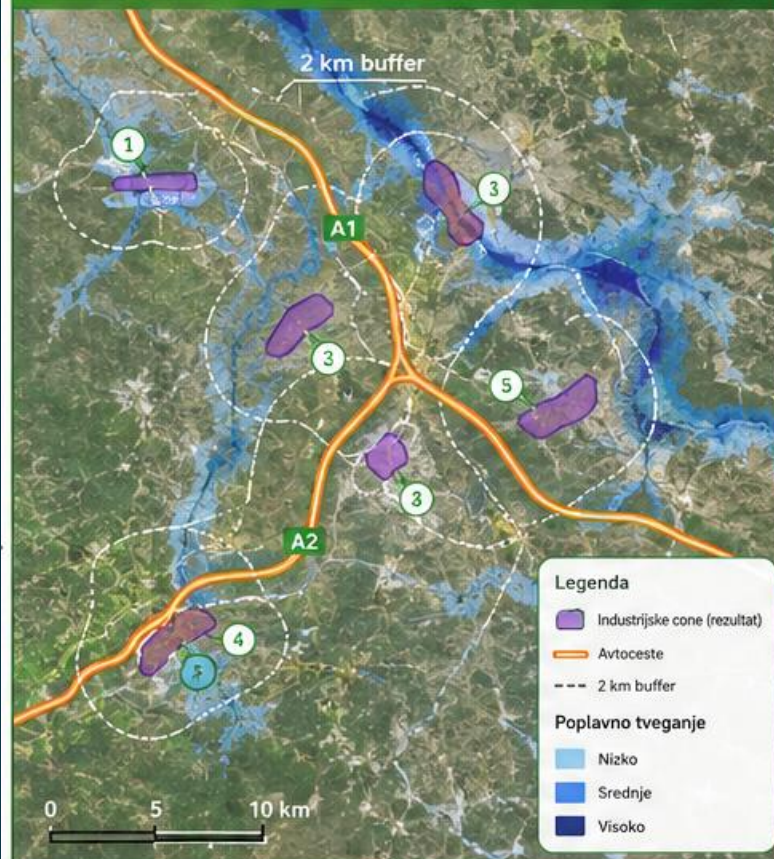 2 km buffer
1
3
A1
3
5
3
A2
4
Legenda
Industrijske cone (rezultat)
Avtoceste
2 km buffer
Poplavno tveganje
Nizko
Srednje
Visoko
0 5 10 km